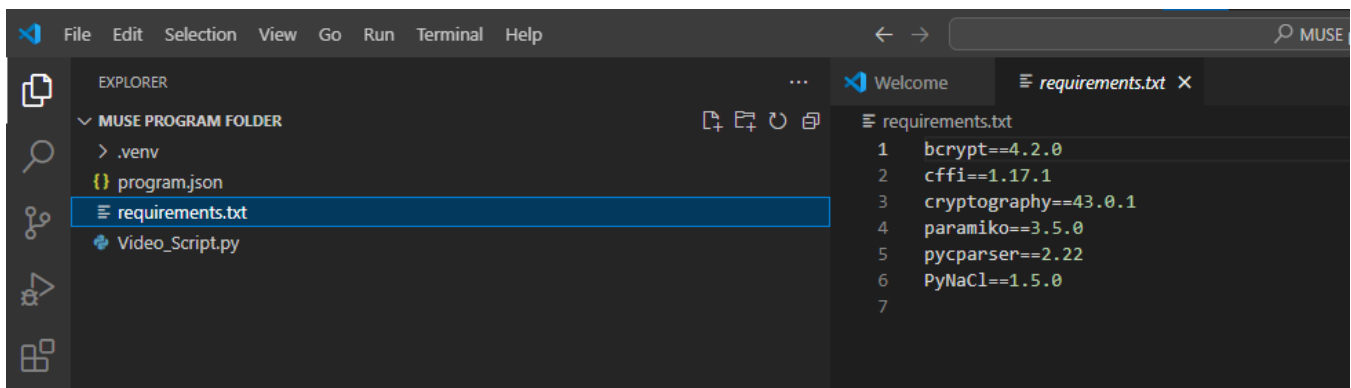 File Edit Selection View Go Run Terminal Help
MUSE
EXPLORER
Welcome
requirements.txt
MUSE PROGRAM FOLDER
.venv
{} program.json
requirements.txt
Video_Script.py
requirements.txt
1 bcrypt==4.2.0
2 cffi==1.17.1
3 cryptography==43.0.1
4 paramiko==3.5.0
5 pycparser==2.22
6 PyNaCl==1.5.0
7